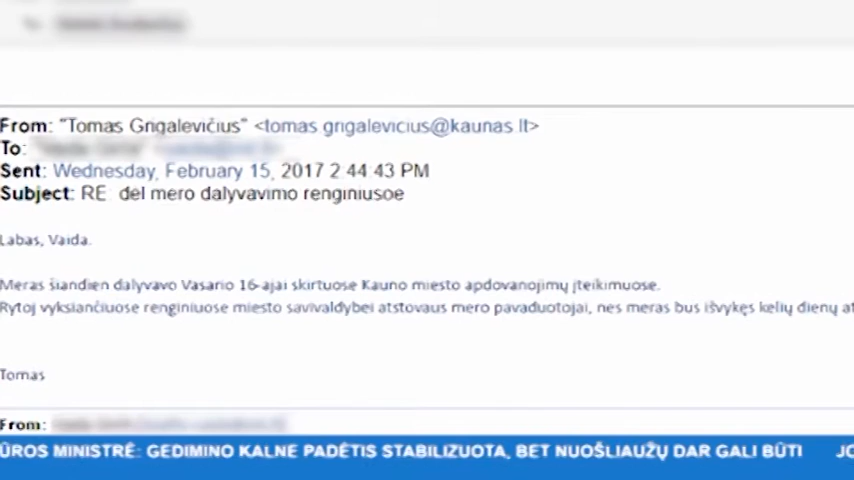 From: "Tomas Grigalevičius" <tomas grigalevicius@kaunas.lt>
To:
Sent: Wednesday, February 15, 2017 2:44:43 PM
Subject: RE dėl mero dalyvavimo renginiusoe
Labas, Vaida.
Meras šiandien dalyvavo Vasario 16-ajai skirtuose Kauno miesto apdovanojimų įteikimuose.
Rytoj vyksiančiuose renginiuose miesto savivaldybei atstovaus mero pavaduotojai, nes meras bus išvykęs kelių dienų at
Tomas
From:
ŪROS MINISTRĖ: GEDIMINO KALNE PADĖTIS STABILIZUOTA, BET NUOŠLIAUŽŲ DAR GALI BŪTI JO